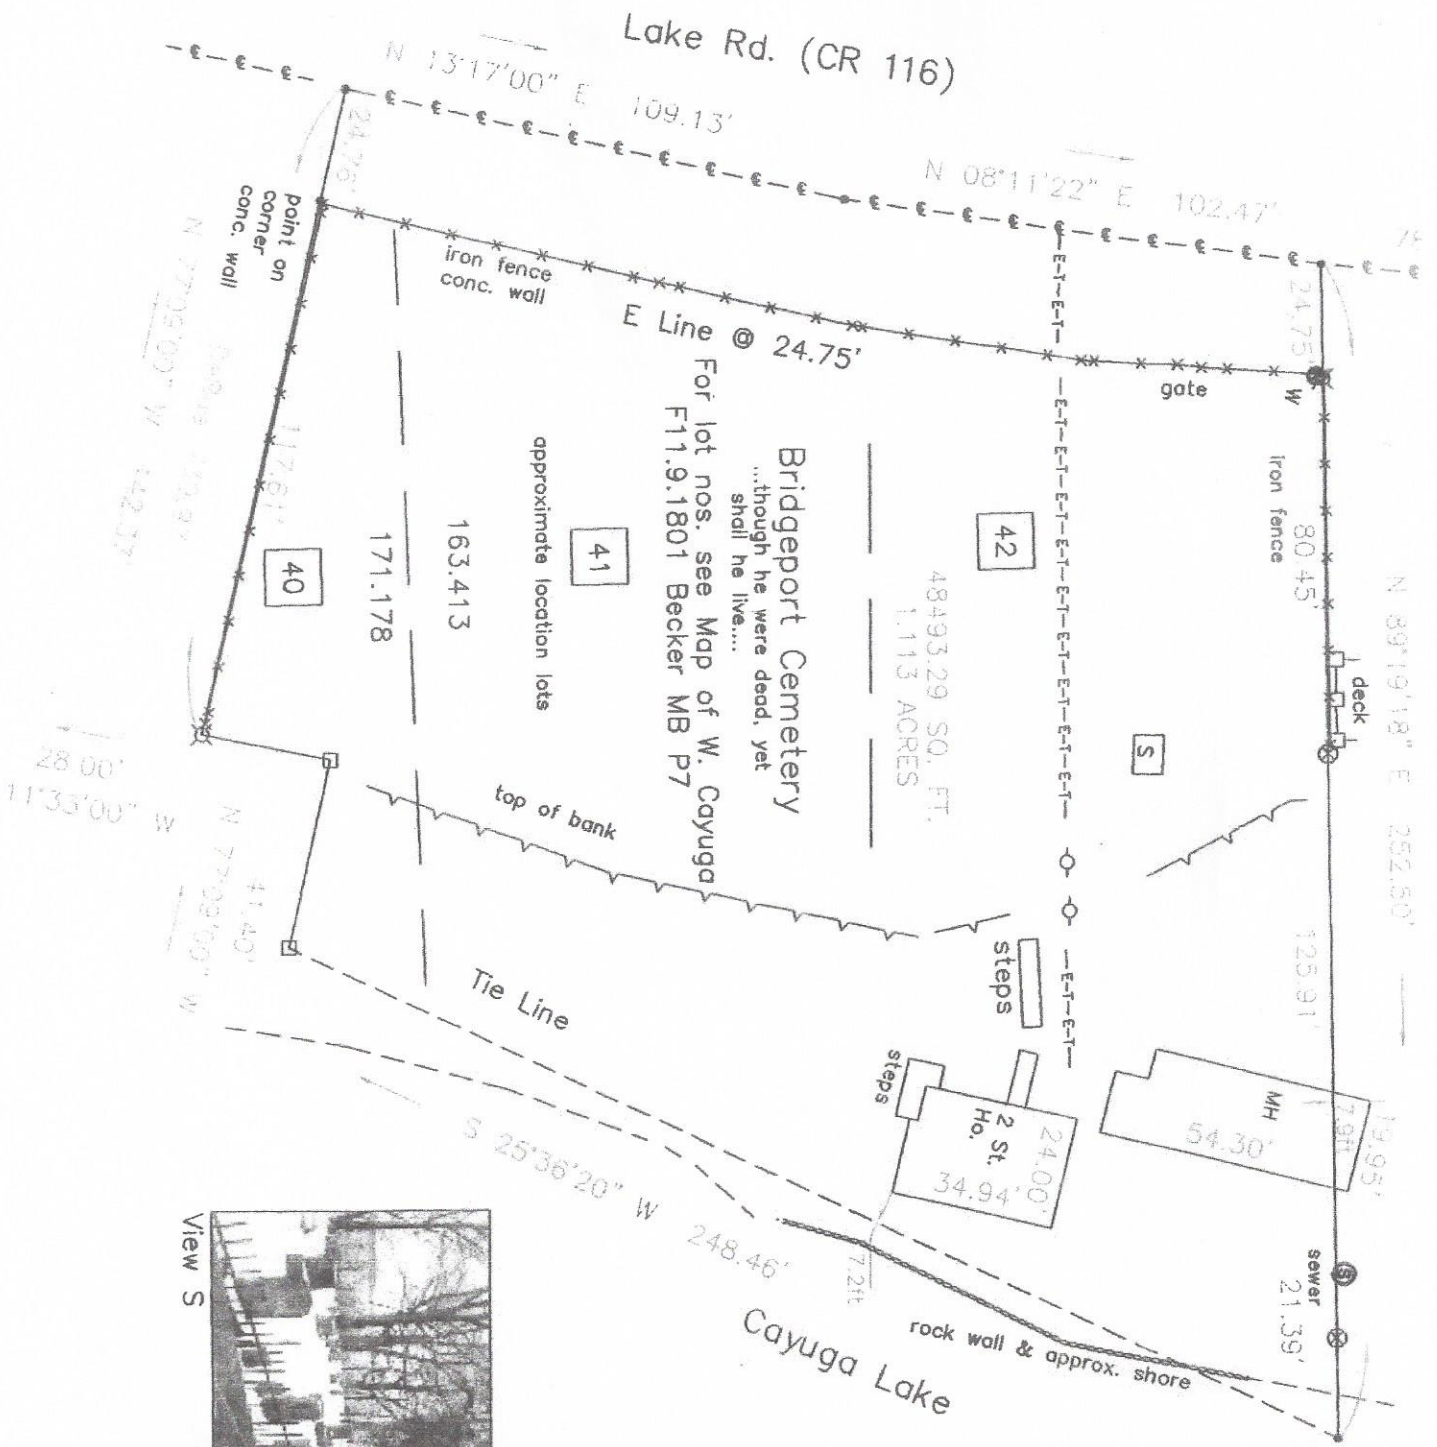 Lake Rd. (CR 116)
N 13°17'00" E 109.13'
N 08°11'22" E 102.47'
24.75'
24.75'
point on
corner
conc. wall
iron fence
conc. wall
E Line @ 24.75'
gate
W
iron fence
80.45'
N 89°19'18" E 252.50'
deck
Bridgeport Cemetery
...though he were dead, yet
shall he live....
For lot nos. see Map of W. Cayuga
F11.9.1801 Becker MB P7
approximate location lots
40
41
42
S
163.413
171.178
48493.29 SQ. FT.
1.113 ACRES
E-T-E-T-
-E-T-E-T-E-T-E-T-E-T-E-T-E-T-
-E-T-E-T-
N 77°09'00" W
117.61'
28.00'
11°33'00" W
41.40'
N 77°09'00" W
top of bank
Tie Line
steps
steps
2 St.
Ho.
24.00'
34.94'
MH
54.30'
7.9ft
19.95'
125.91'
sewer
S
21.39'
S 25°36'20" W 248.46'
7.2ft
rock wall & approx. shore
Cayuga Lake
View S